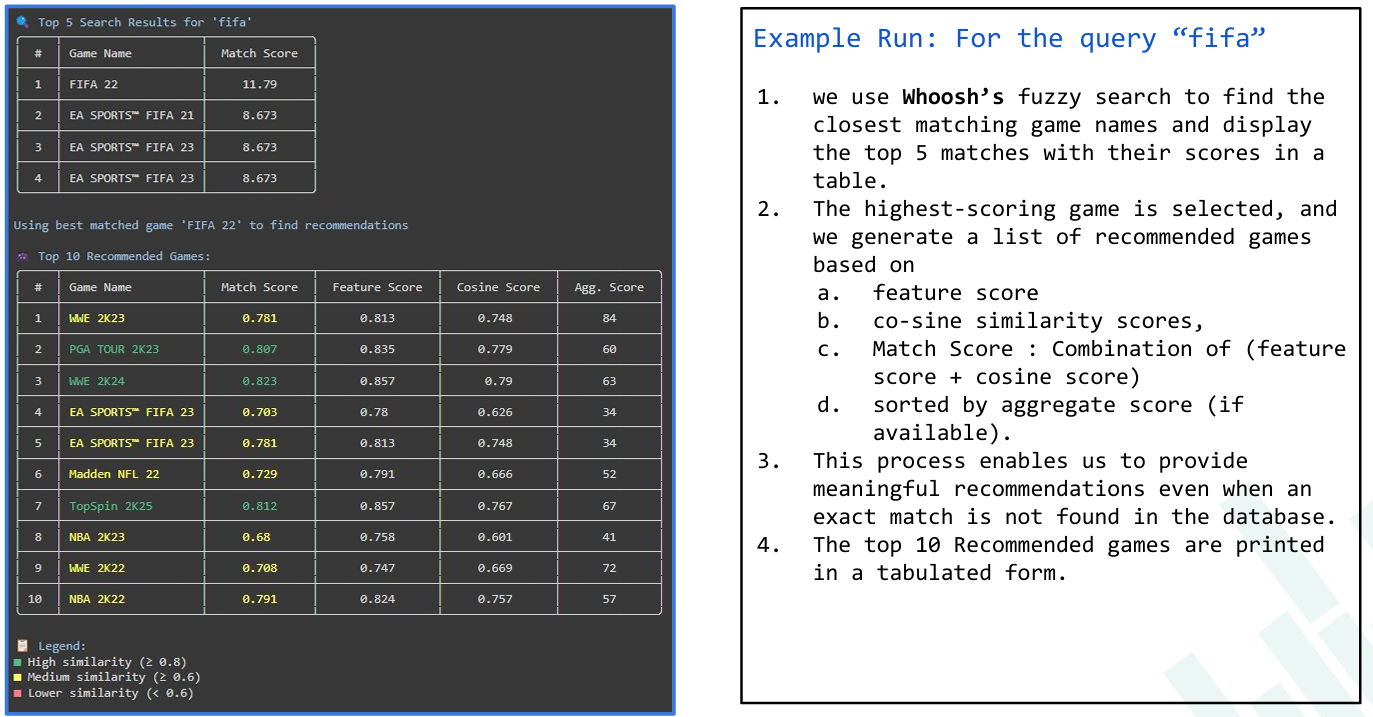 Top 5 Search Results for 'fifa'
# Game Name Match Score
1 FIFA 22 11.79
2 EA SPORTS™ FIFA 21 8.673
3 EA SPORTS™ FIFA 23 8.673
4 EA SPORTS™ FIFA 23 8.673
Using best matched game 'FIFA 22' to find recommendations
Top 10 Recommended Games:
# Game Name Match Score Feature Score Cosine Score Agg. Score
1 WWE 2K23 0.781 0.813 0.748 84
2 PGA TOUR 2K23 0.807 0.835 0.779 60
3 WWE 2K24 0.823 0.857 0.79 63
4 EA SPORTS™ FIFA 23 0.703 0.78 0.626 34
5 EA SPORTS™ FIFA 23 0.781 0.813 0.748 34
6 Madden NFL 22 0.729 0.791 0.666 52
7 TopSpin 2K25 0.812 0.857 0.767 67
8 NBA 2K23 0.68 0.758 0.601 41
9 WWE 2K22 0.708 0.747 0.669 72
10 NBA 2K22 0.791 0.824 0.757 57
Legend:
High similarity (≥ 0.8)
Medium similarity (≥ 0.6)
Lower similarity (< 0.6)
Example Run: For the query “fifa”
1. we use Whoosh’s fuzzy search to find the
closest matching game names and display
the top 5 matches with their scores in a
table.
2. The highest-scoring game is selected, and
we generate a list of recommended games
based on
a. feature score
b. co-sine similarity scores,
c. Match Score : Combination of (feature
score + cosine score)
d. sorted by aggregate score (if
available).
3. This process enables us to provide
meaningful recommendations even when an
exact match is not found in the database.
4. The top 10 Recommended games are printed
in a tabulated form.